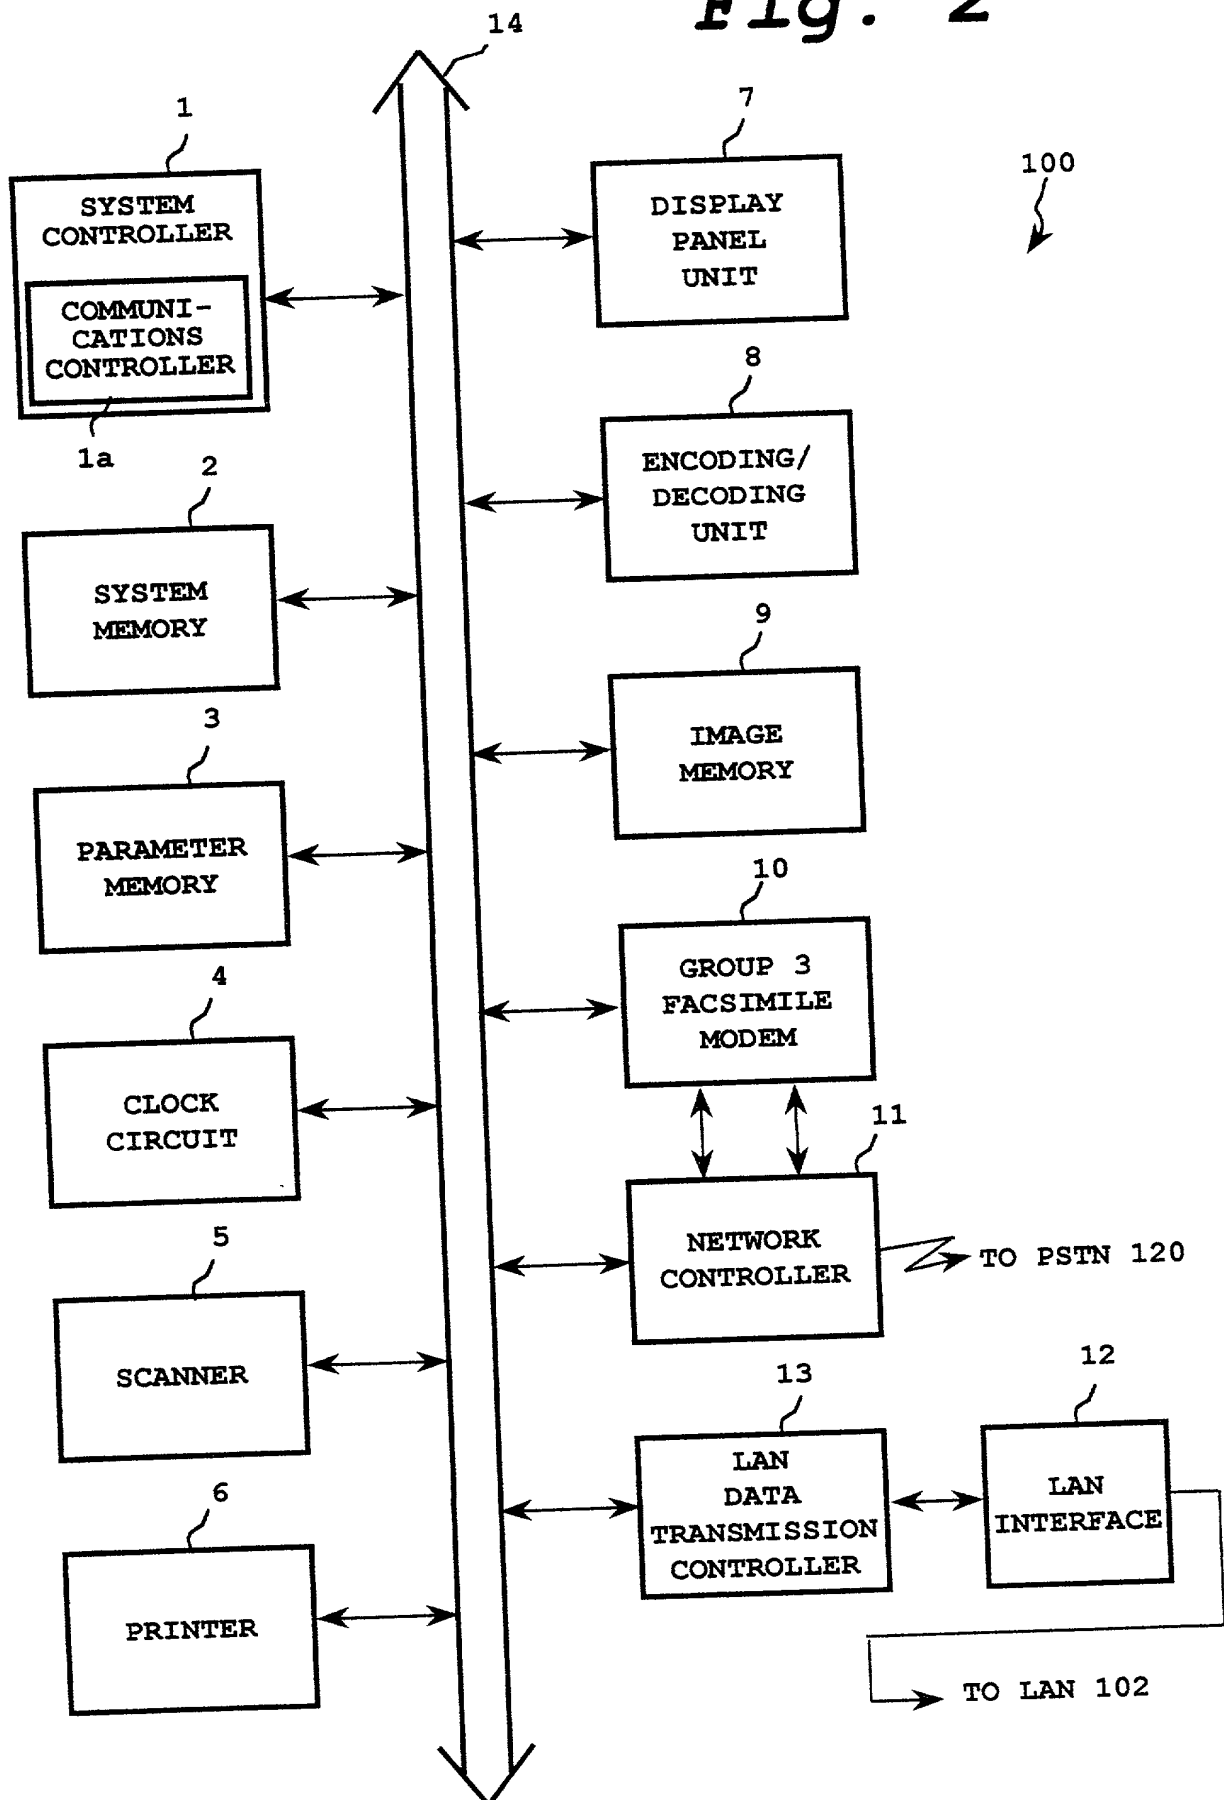 Fig. 2
14
1
SYSTEM
CONTROLLER
COMMUNI-
CATIONS
CONTROLLER
1a
2
SYSTEM
MEMORY
3
PARAMETER
MEMORY
4
CLOCK
CIRCUIT
5
SCANNER
6
PRINTER
7
DISPLAY
PANEL
UNIT
100
8
ENCODING/
DECODING
UNIT
9
IMAGE
MEMORY
10
GROUP 3
FACSIMILE
MODEM
11
NETWORK
CONTROLLER
TO PSTN 120
13
LAN
DATA
TRANSMISSION
CONTROLLER
12
LAN
INTERFACE
TO LAN 102